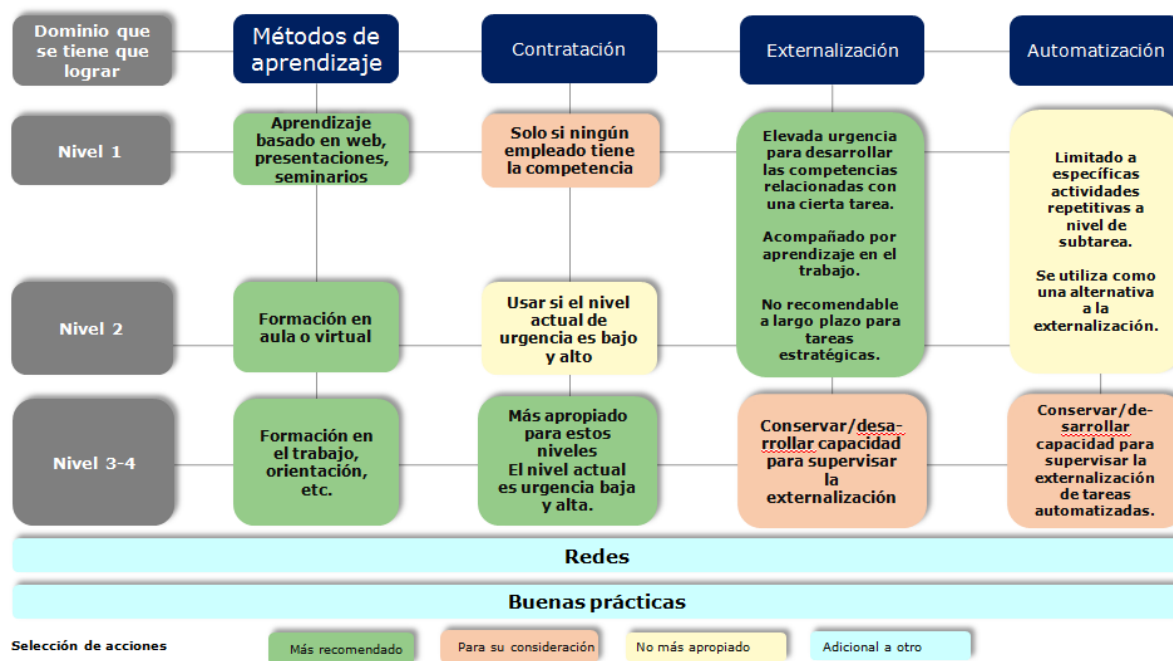 Dominio que
se tiene que
lograr
Métodos de
aprendizaje
Contratación
Externalización
Automatización
Nivel 1
Aprendizaje
basado en web,
presentaciones,
seminarios
Solo si ningún
empleado tiene
la competencia
Elevada urgencia
para desarrollar
las competencias
relacionadas con
una cierta tarea.
Acompañado por
aprendizaje en el
trabajo.
No recomendable
a largo plazo para
tareas
estratégicas.
Limitado a
específicas
actividades
repetitivas a
nivel de
subtarea.
Se utiliza como
una alternativa
a la
externalización.
Nivel 2
Formación en
aula o virtual
Usar si el nivel
actual de
urgencia es bajo
y alto
Nivel 3-4
Formación en
el trabajo,
orientación,
etc.
Más apropiado
para estos
niveles
El nivel actual
es urgencia baja
y alta.
Conservar/desa-
rrollar capacidad
para supervisar
la
externalización
Conservar/de-
sarrollar
capacidad para
supervisar la
externalización
de tareas
automatizadas.
Redes
Buenas prácticas
Selección de acciones
Más recomendado
Para su consideración
No más apropiado
Adicional a otro